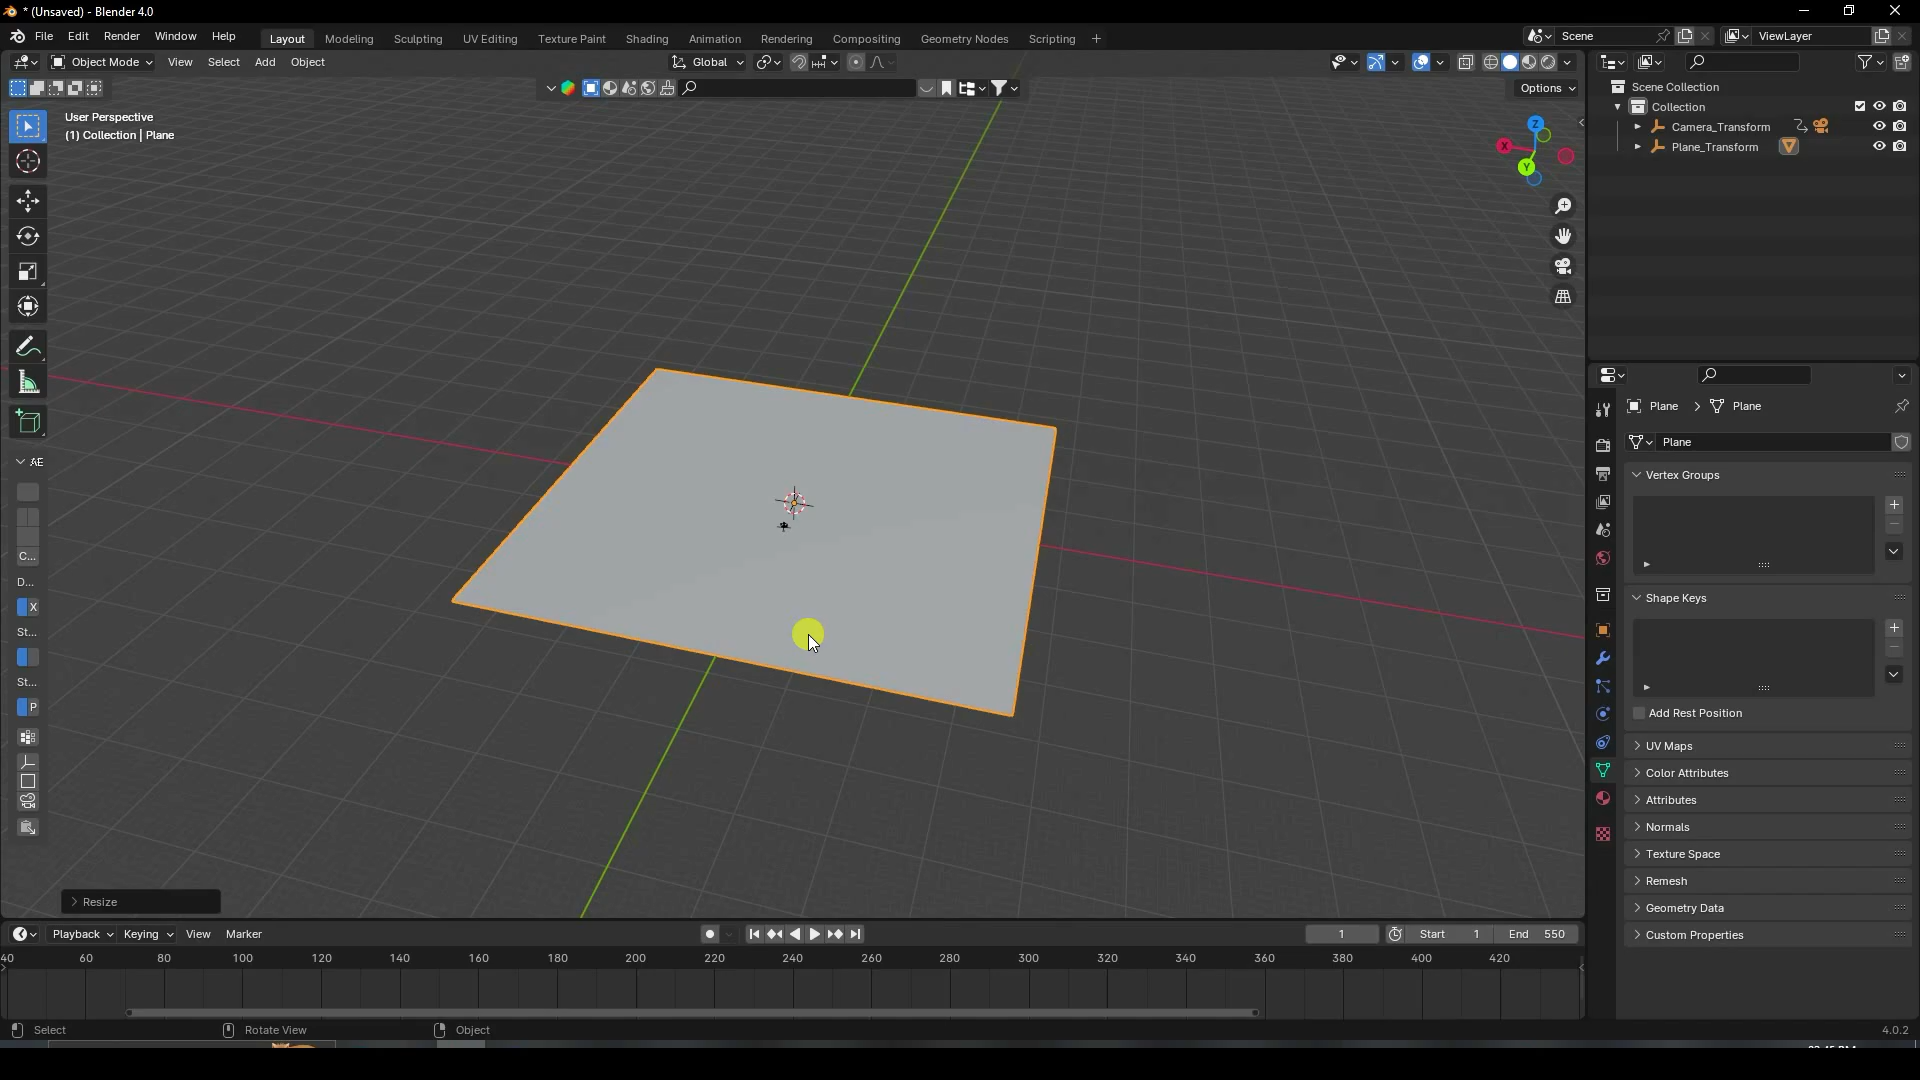 * (Unsaved) - Blender 4.0
File Edit Render Window Help Layout Modeling Sculpting UV Editing Texture Paint Shading Animation Rendering Compositing Geometry Nodes Scripting + Scene ViewLayer
Object Mode View Select Add Object Global
Options
User Perspective
(1) Collection | Plane
Z
X
Y
Scene Collection
Collection
Camera_Transform
Plane_Transform
Plane > Plane
Plane
Vertex Groups
Shape Keys
Add Rest Position
UV Maps
Color Attributes
Attributes
Normals
Texture Space
Remesh
Geometry Data
Custom Properties
AE
C...
D...
X
St...
St...
P
Resize
Playback Keying View Marker 1 Start 1 End 550
40 60 80 100 120 140 160 180 200 220 240 260 280 300 320 340 360 380 400 420
Select Rotate View Object 4.0.2